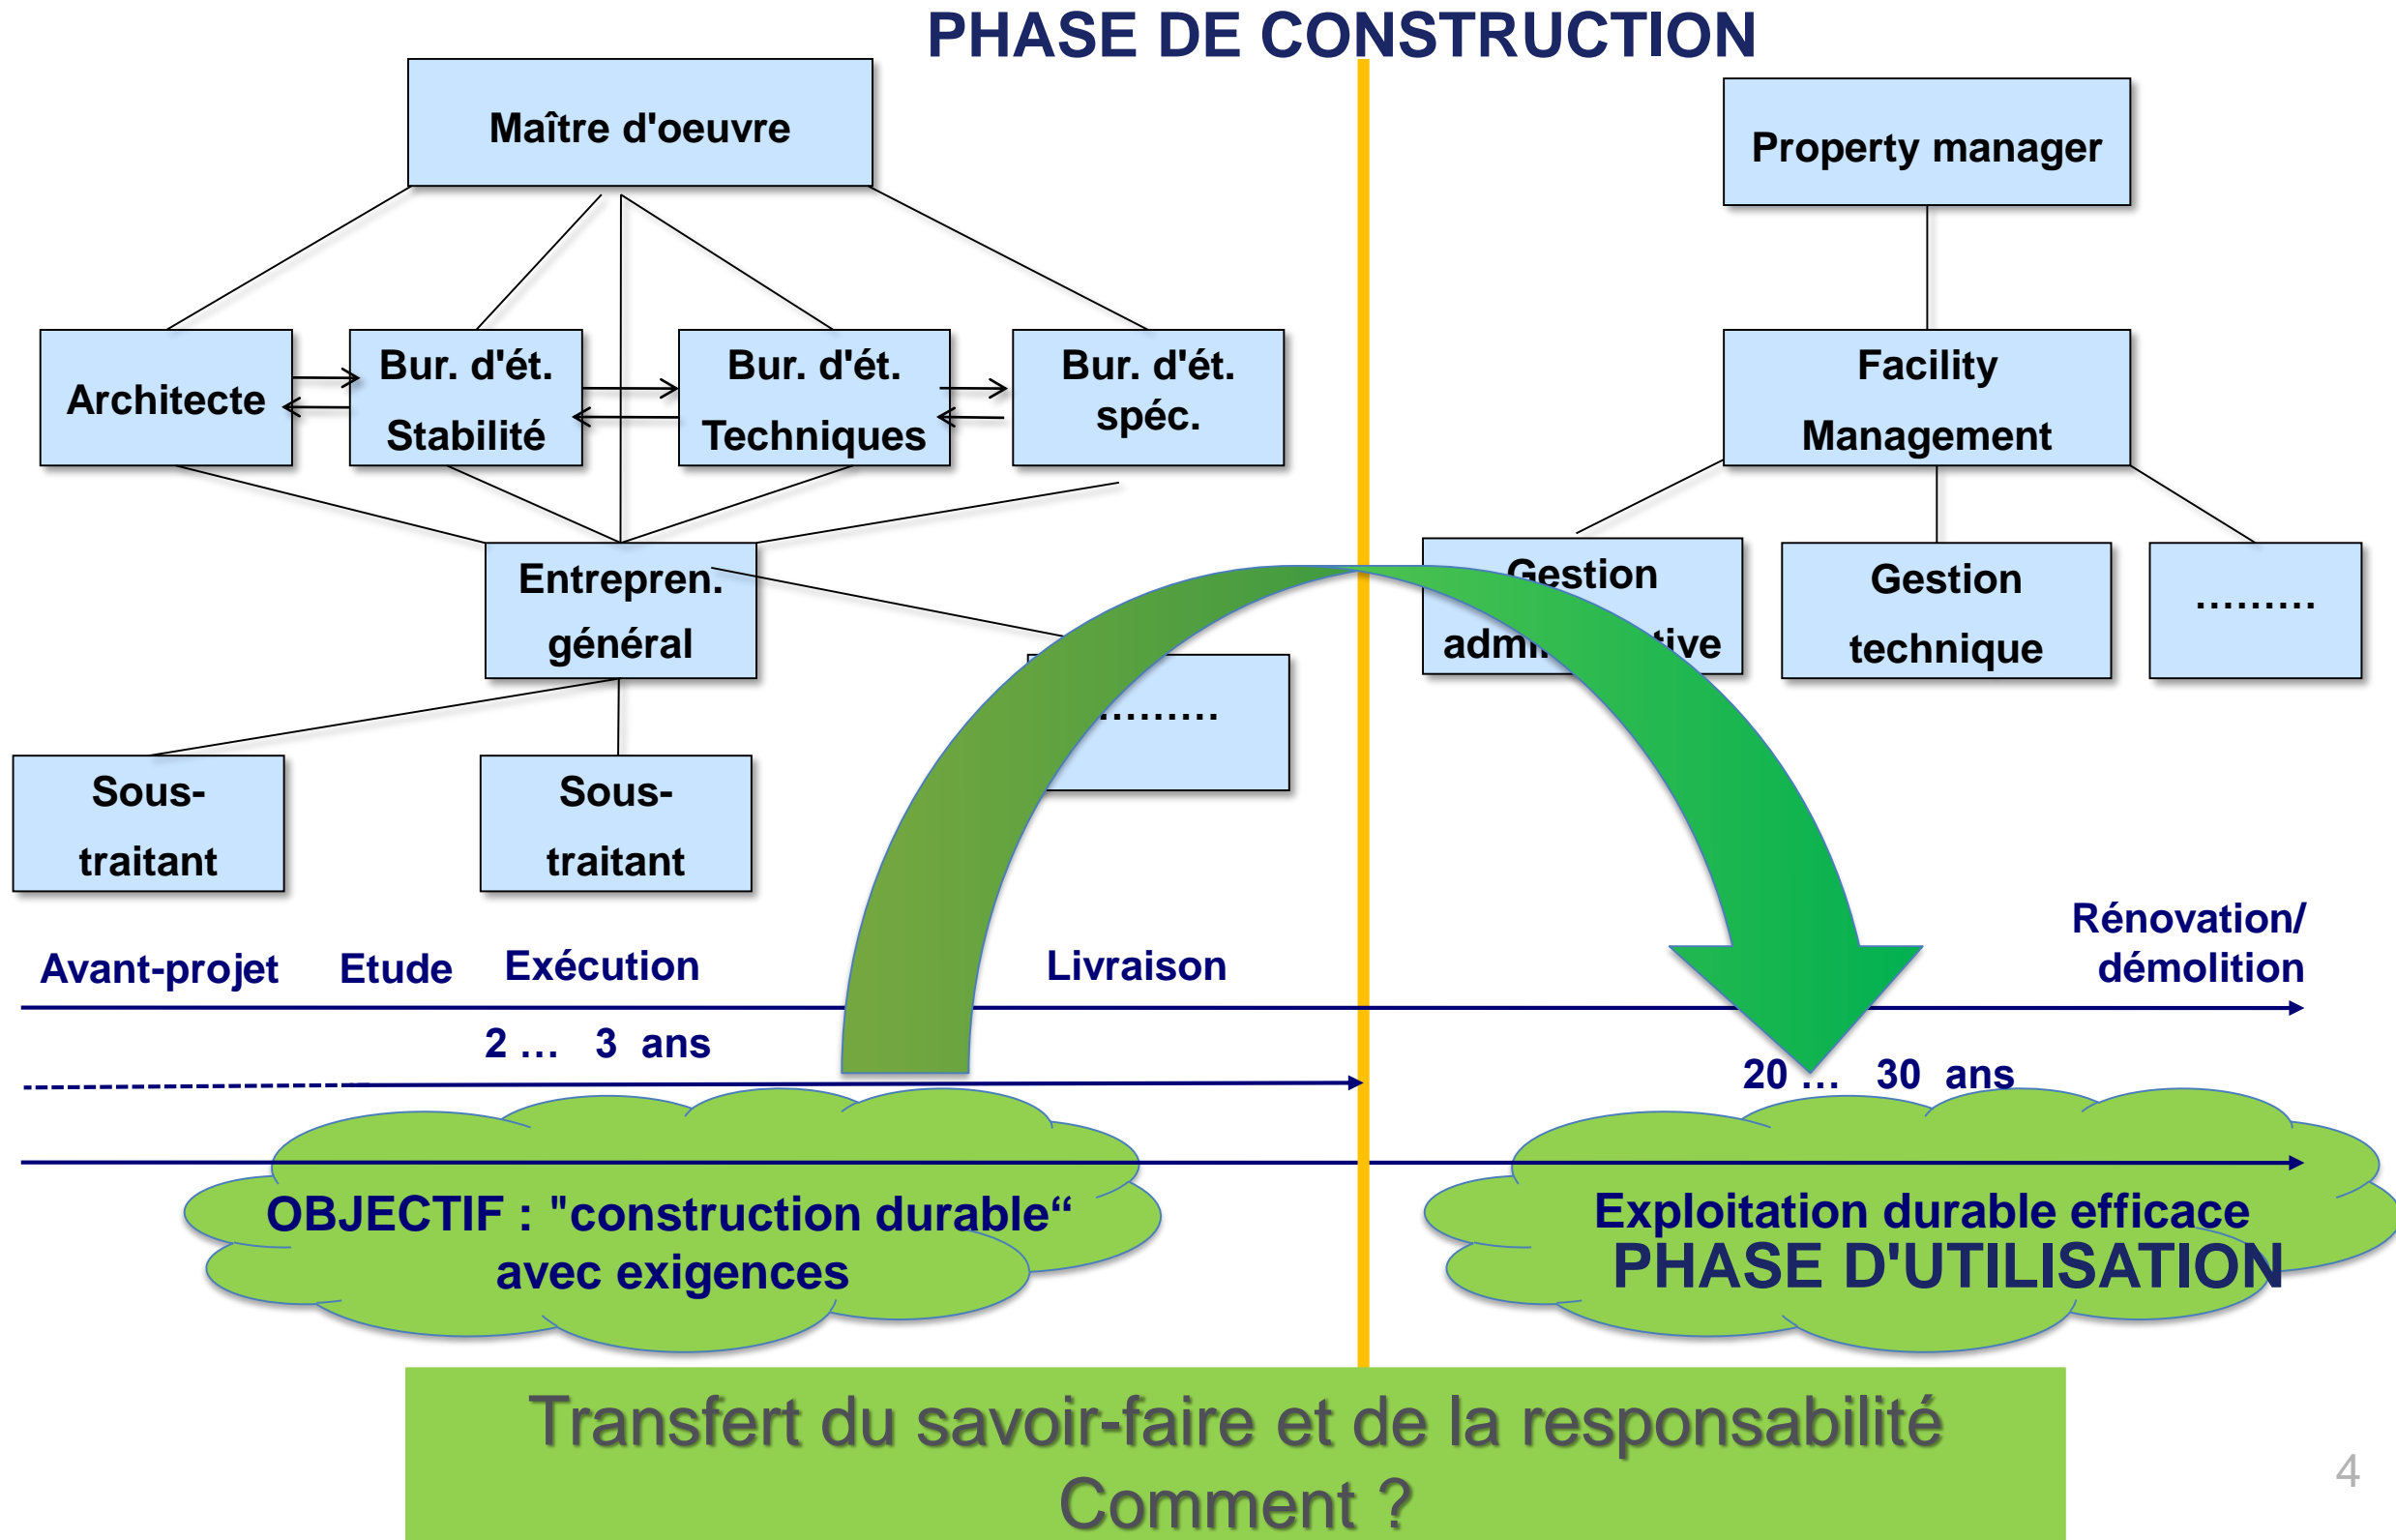 PHASE DE CONSTRUCTION
Maître d'oeuvre
Property manager
Architecte
Bur. d'ét.
Stabilité
Bur. d'ét.
Techniques
Bur. d'ét.
spéc.
Facility
Management
Entrepren.
général
.........
Gestion
Gestion
technique
.........
Sous-
traitant
Sous-
traitant
Avant-projet
Etude
Exécution
Livraison
Rénovation/
démolition
2 … 3 ans
20 … 30 ans
OBJECTIF : "construction durable“
avec exigences
Exploitation durable efficace
PHASE D'UTILISATION
Transfert du savoir-faire et de la responsabilité
Comment ?
4